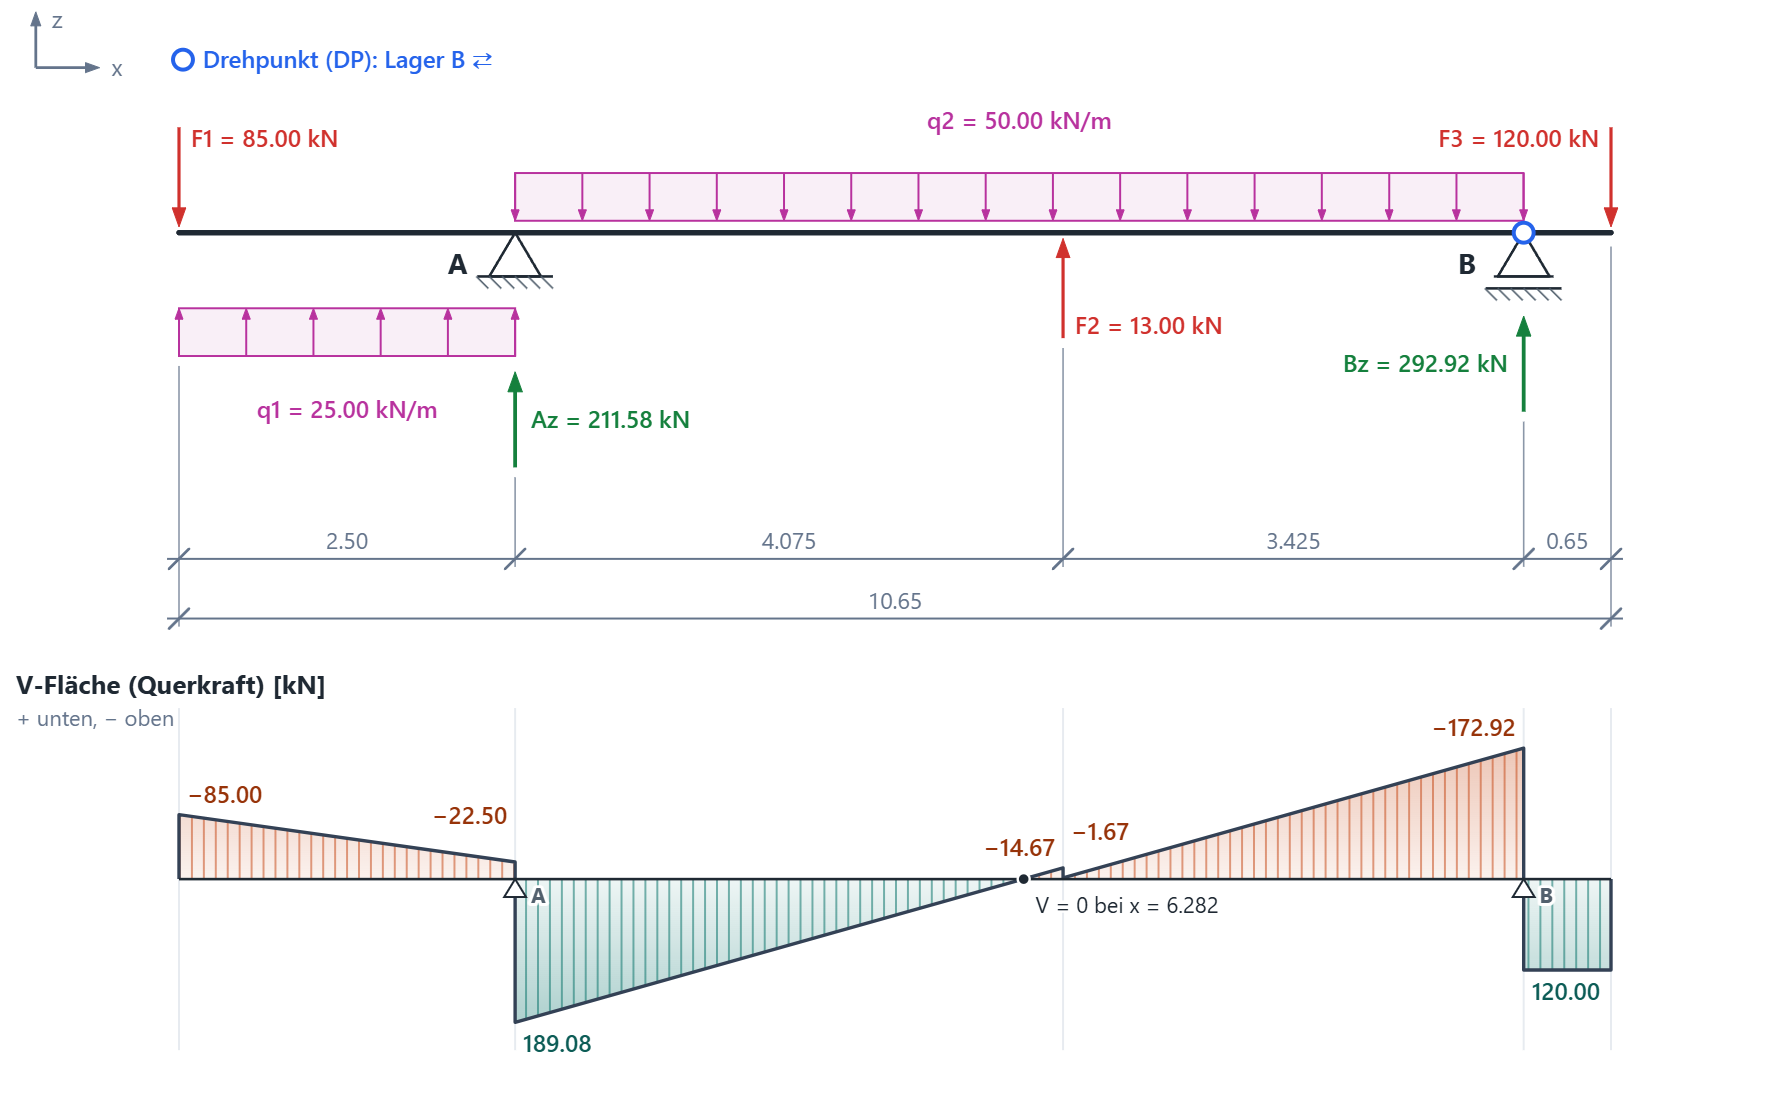 z
x
Drehpunkt (DP): Lager B ⇄
q2 = 50.00 kN/m
F1 = 85.00 kN
F3 = 120.00 kN
A
B
F2 = 13.00 kN
Bz = 292.92 kN
q1 = 25.00 kN/m
Az = 211.58 kN
2.50
4.075
3.425
0.65
10.65
V-Fläche (Querkraft) [kN]
+ unten, − oben
−172.92
−85.00
−22.50
−1.67
−14.67
A
B
V = 0 bei x = 6.282
120.00
189.08